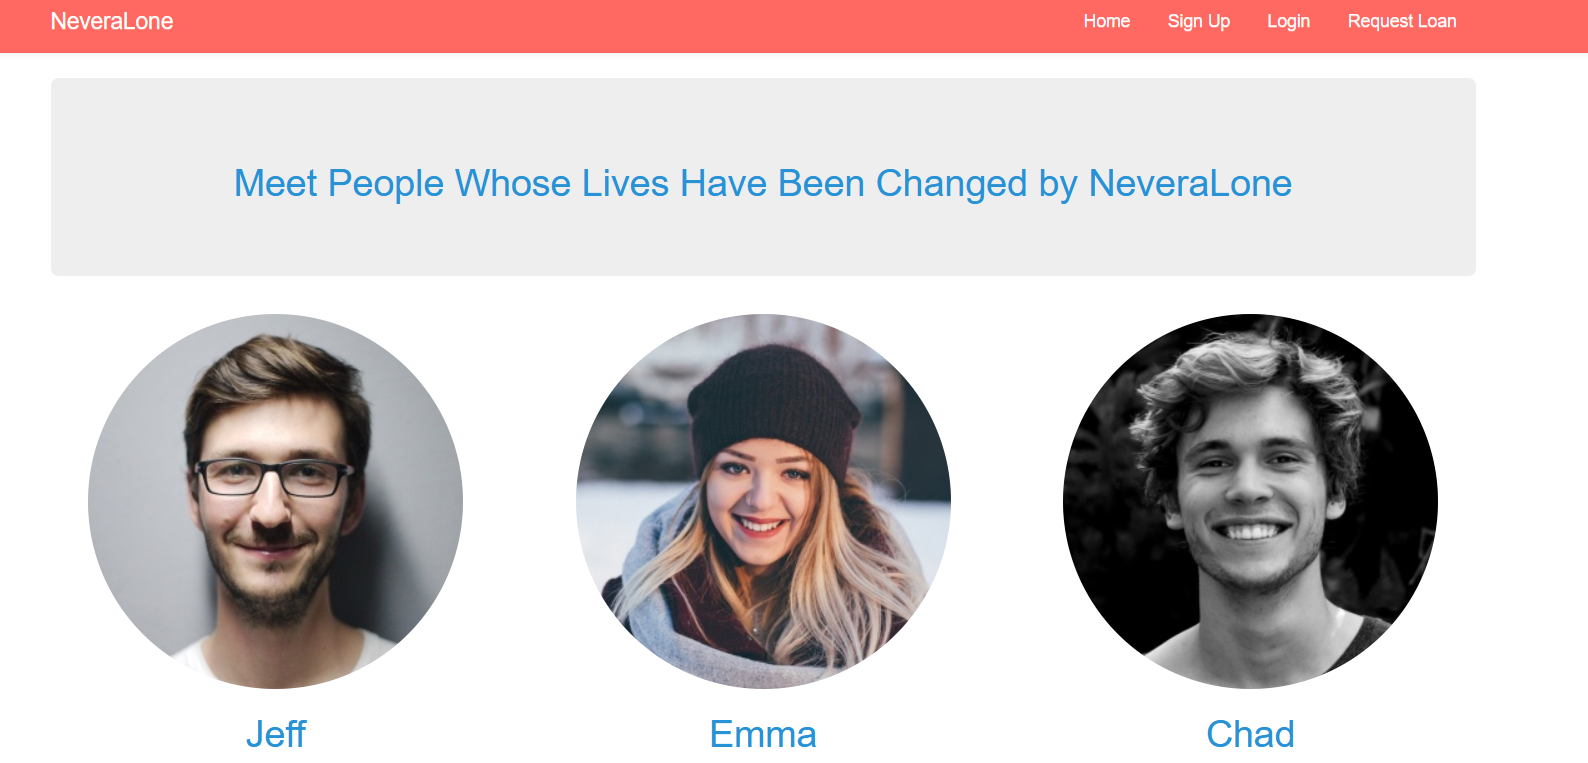 NeveraLone
Home Sign Up Login Request Loan
Meet People Whose Lives Have Been Changed by NeveraLone
Jeff
Emma
Chad